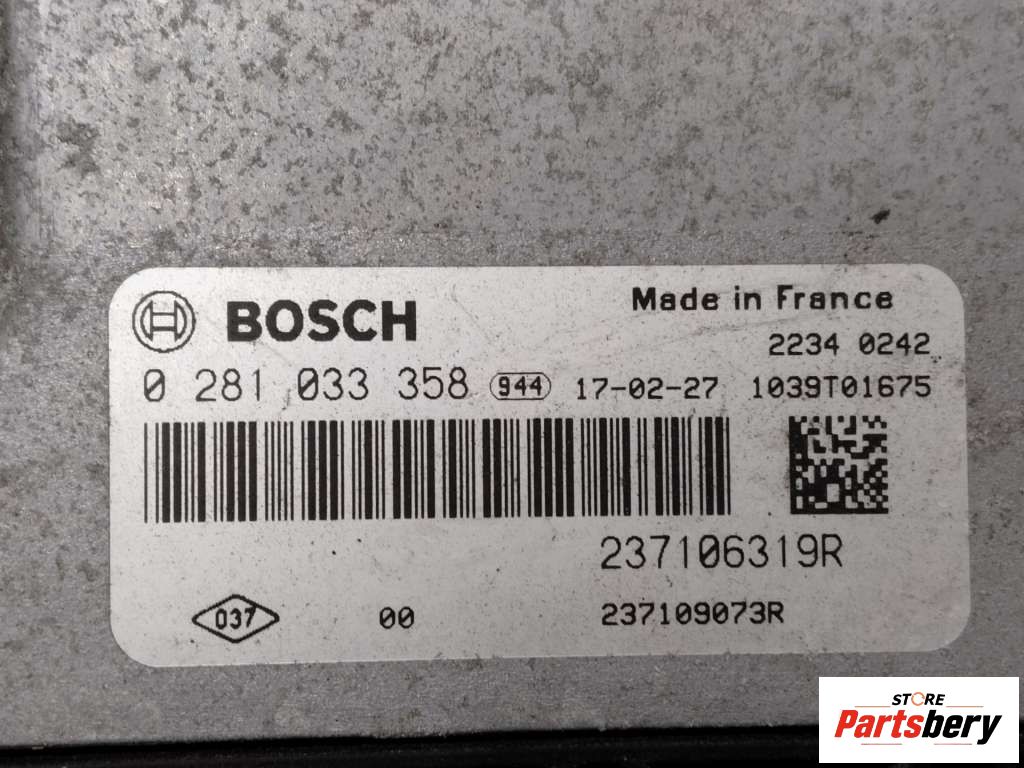 BOSCH
Made in France
2234 0242
0 281 033 358 944 17-02-27 1039T01675
237106319R
037 00 237109073R
STORE
Partsbery